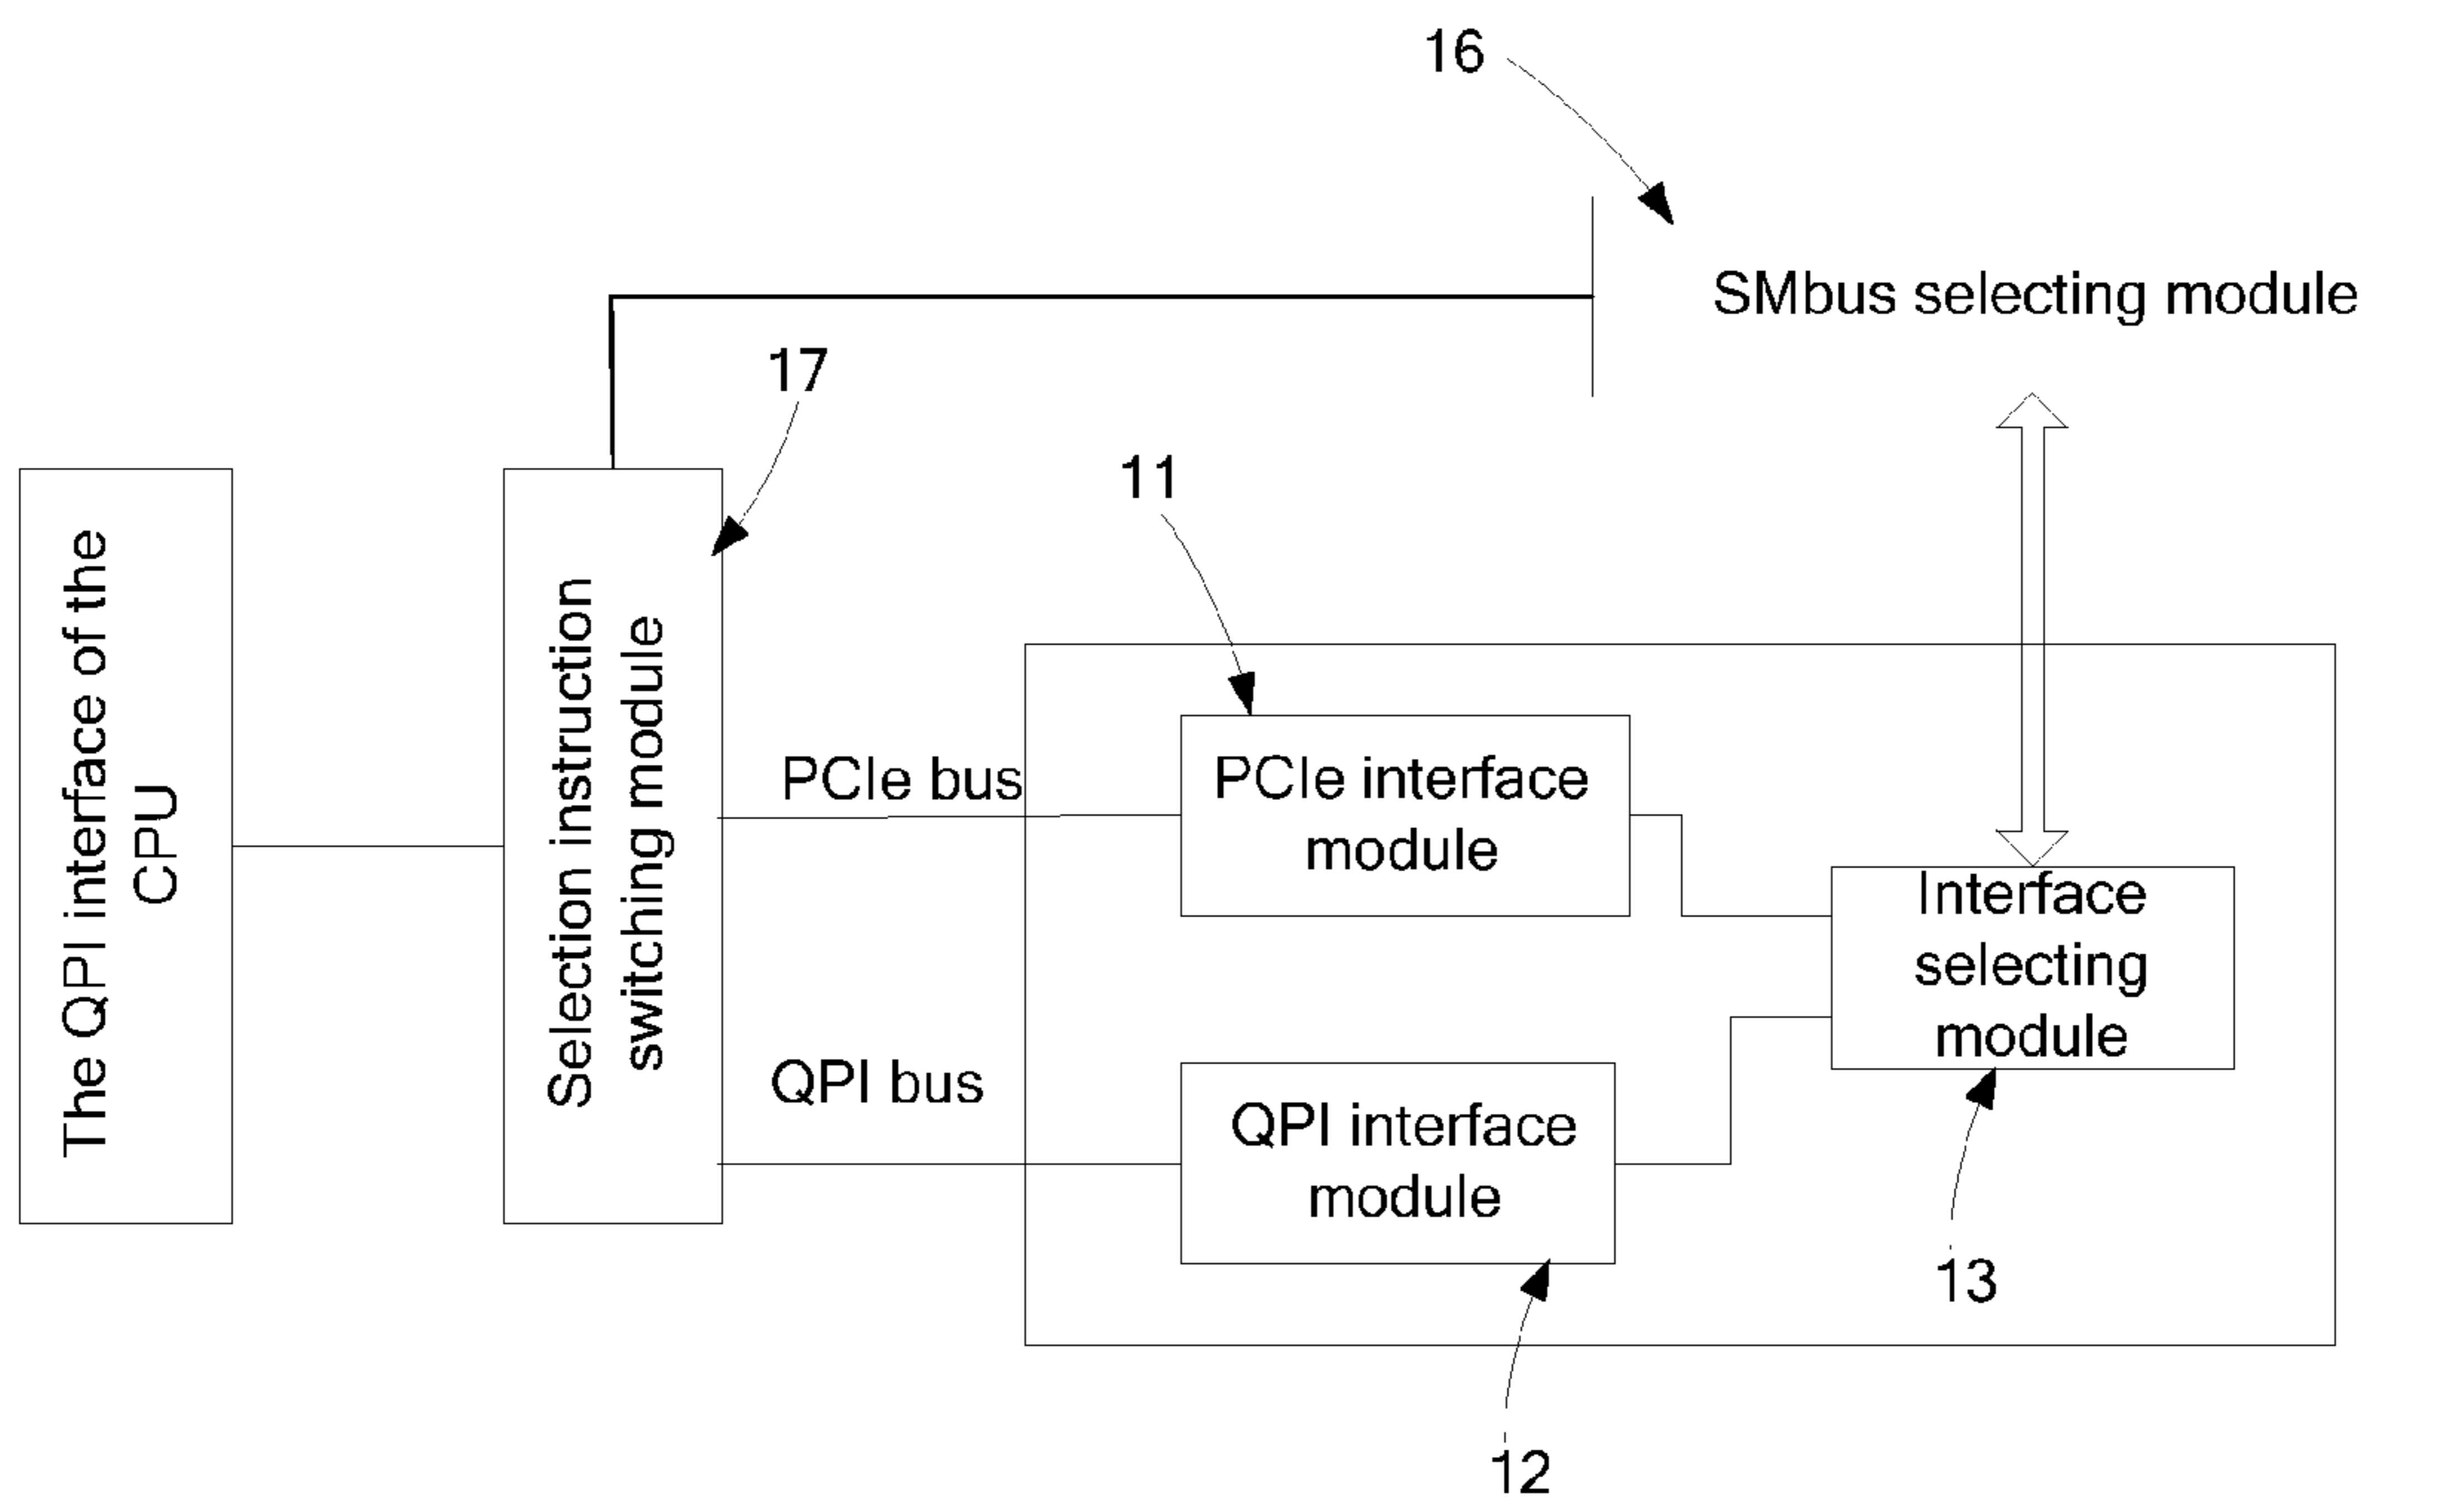 16
SMbus selecting module
17
11
The QPI interface of the
CPU
Selection instruction
switching module
PCIe bus
PCIe interface
module
Interface
selecting
module
QPI bus
QPI interface
module
13
12